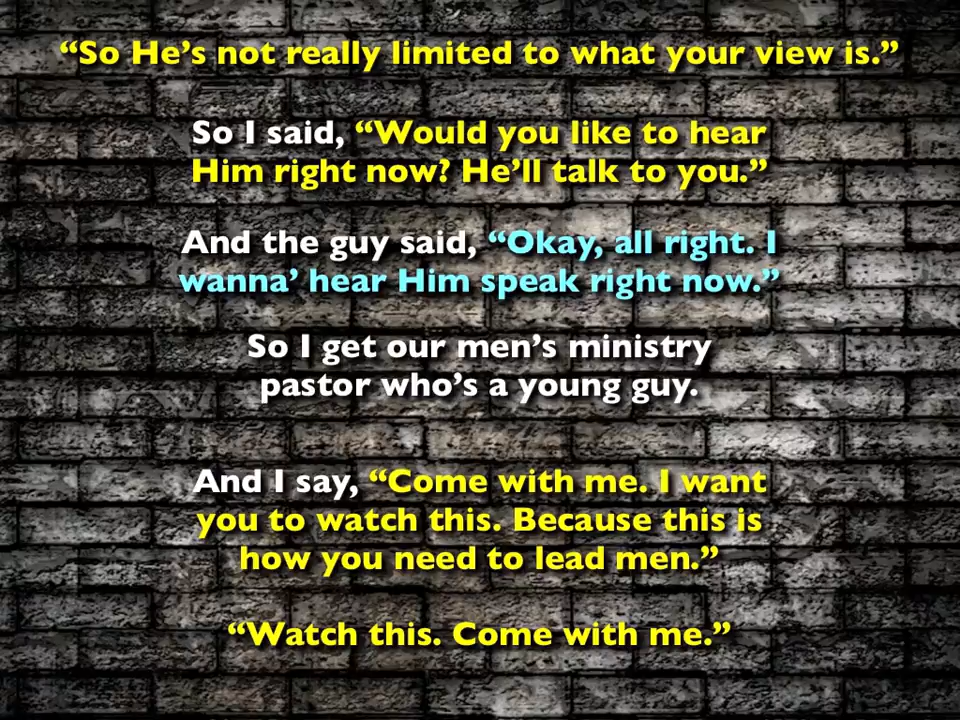 “So He’s not really limited to what your view is.”
So I said, “Would you like to hear
Him right now? He’ll talk to you.”
And the guy said, “Okay, all right. I
wanna’ hear Him speak right now.”
So I get our men’s ministry
pastor who’s a young guy.
And I say, “Come with me. I want
you to watch this. Because this is
how you need to lead men.”
“Watch this. Come with me.”